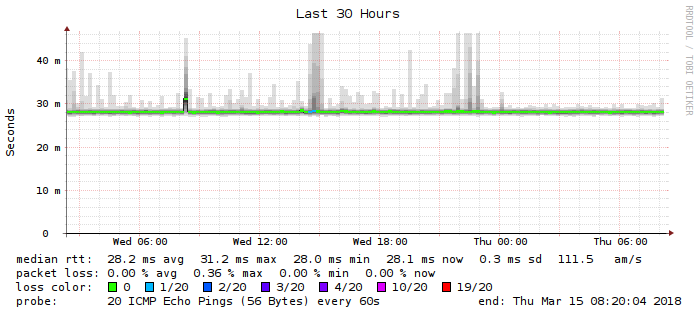 Last 30 Hours
RRDTOOL / TOBI OETIKER
Seconds
40 m
30 m
20 m
10 m
0
Wed 06:00 Wed 12:00 Wed 18:00 Thu 00:00 Thu 06:00
median rtt: 28.2 ms avg 31.2 ms max 28.0 ms min 28.1 ms now 0.3 ms sd 111.5 am/s
packet loss: 0.00 % avg 0.36 % max 0.00 % min 0.00 % now
loss color: 0 1/20 2/20 3/20 4/20 10/20 19/20
probe: 20 ICMP Echo Pings (56 Bytes) every 60s end: Thu Mar 15 08:20:04 2018